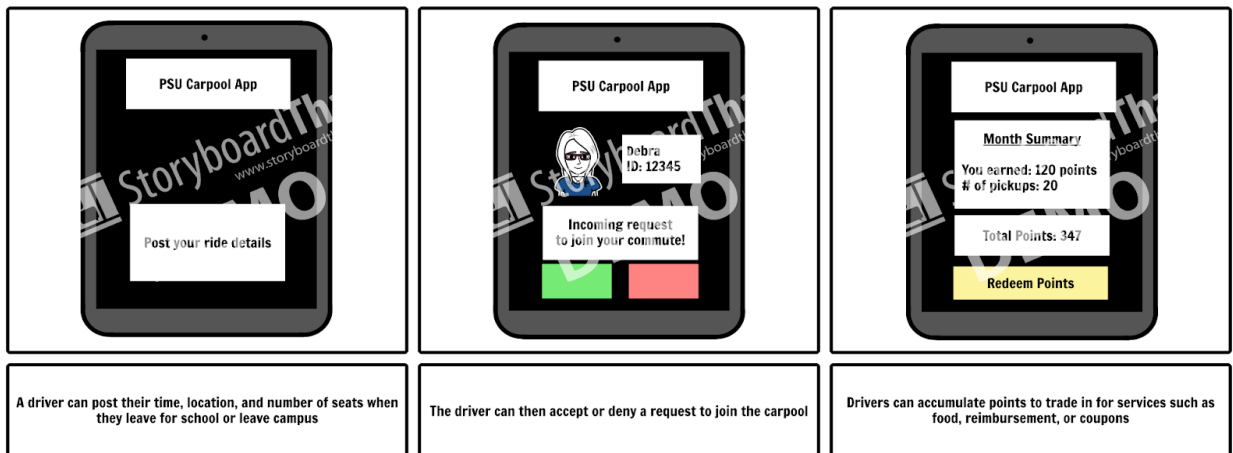 PSU Carpool App
Post your ride details
StoryboardTha
www.storyboardth
DEMO
A driver can post their time, location, and number of seats when
they leave for school or leave campus
PSU Carpool App
Debra
ID: 12345
Incoming request
to join your commute!
The driver can then accept or deny a request to join the carpool
PSU Carpool App
Month Summary
You earned: 120 points
# of pickups: 20
Total Points: 347
Redeem Points
Drivers can accumulate points to trade in for services such as
food, reimbursement, or coupons